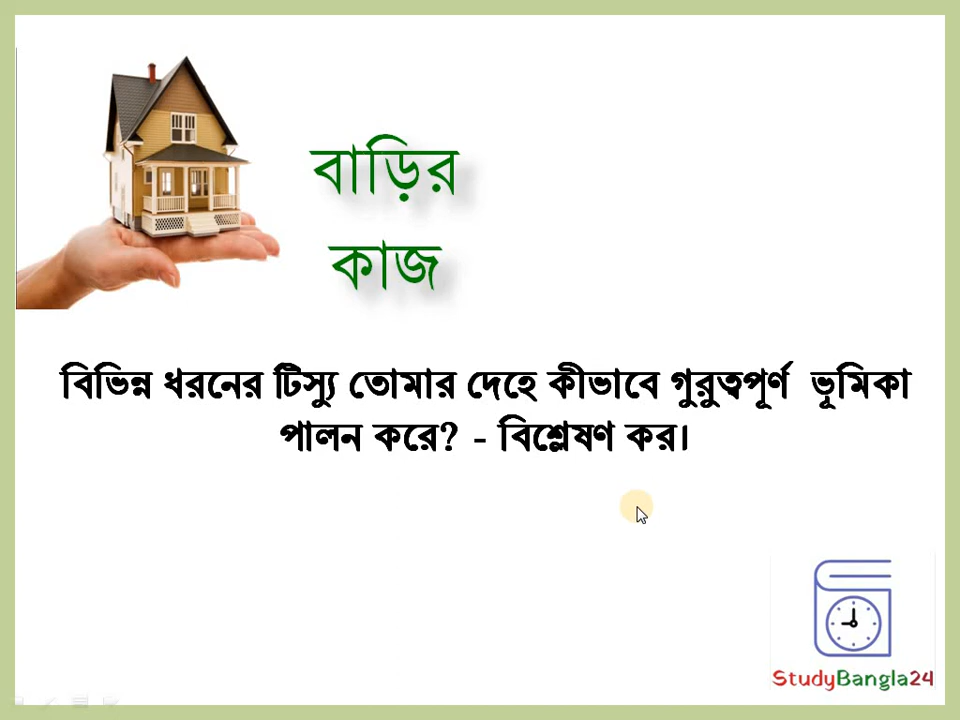 বাড়ির
কাজ
বিভিন্ন ধরনের টিস্যু তোমার দেহে কীভাবে গুরুত্বপূর্ণ ভূমিকা
পালন করে? - বিশ্লেষণ কর।
StudyBangla24